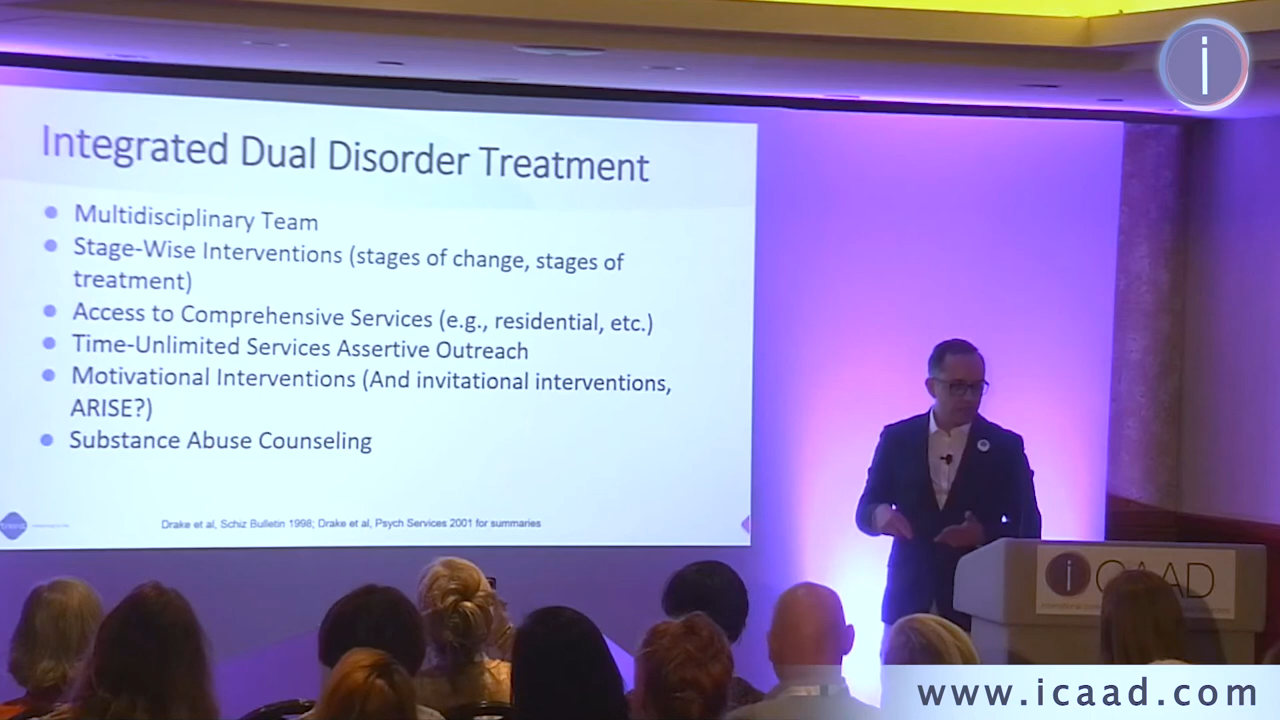 i
Integrated Dual Disorder Treatment
Multidisciplinary Team
Stage-Wise Interventions (stages of change, stages of
treatment)
Access to Comprehensive Services (e.g., residential, etc.)
Time-Unlimited Services Assertive Outreach
Motivational Interventions (And invitational interventions,
ARISE?)
Substance Abuse Counseling
Drake et al, Schiz Bulletin 1998; Drake et al, Psych Services 2001 for summaries
i iCAAD
www.icaad.com